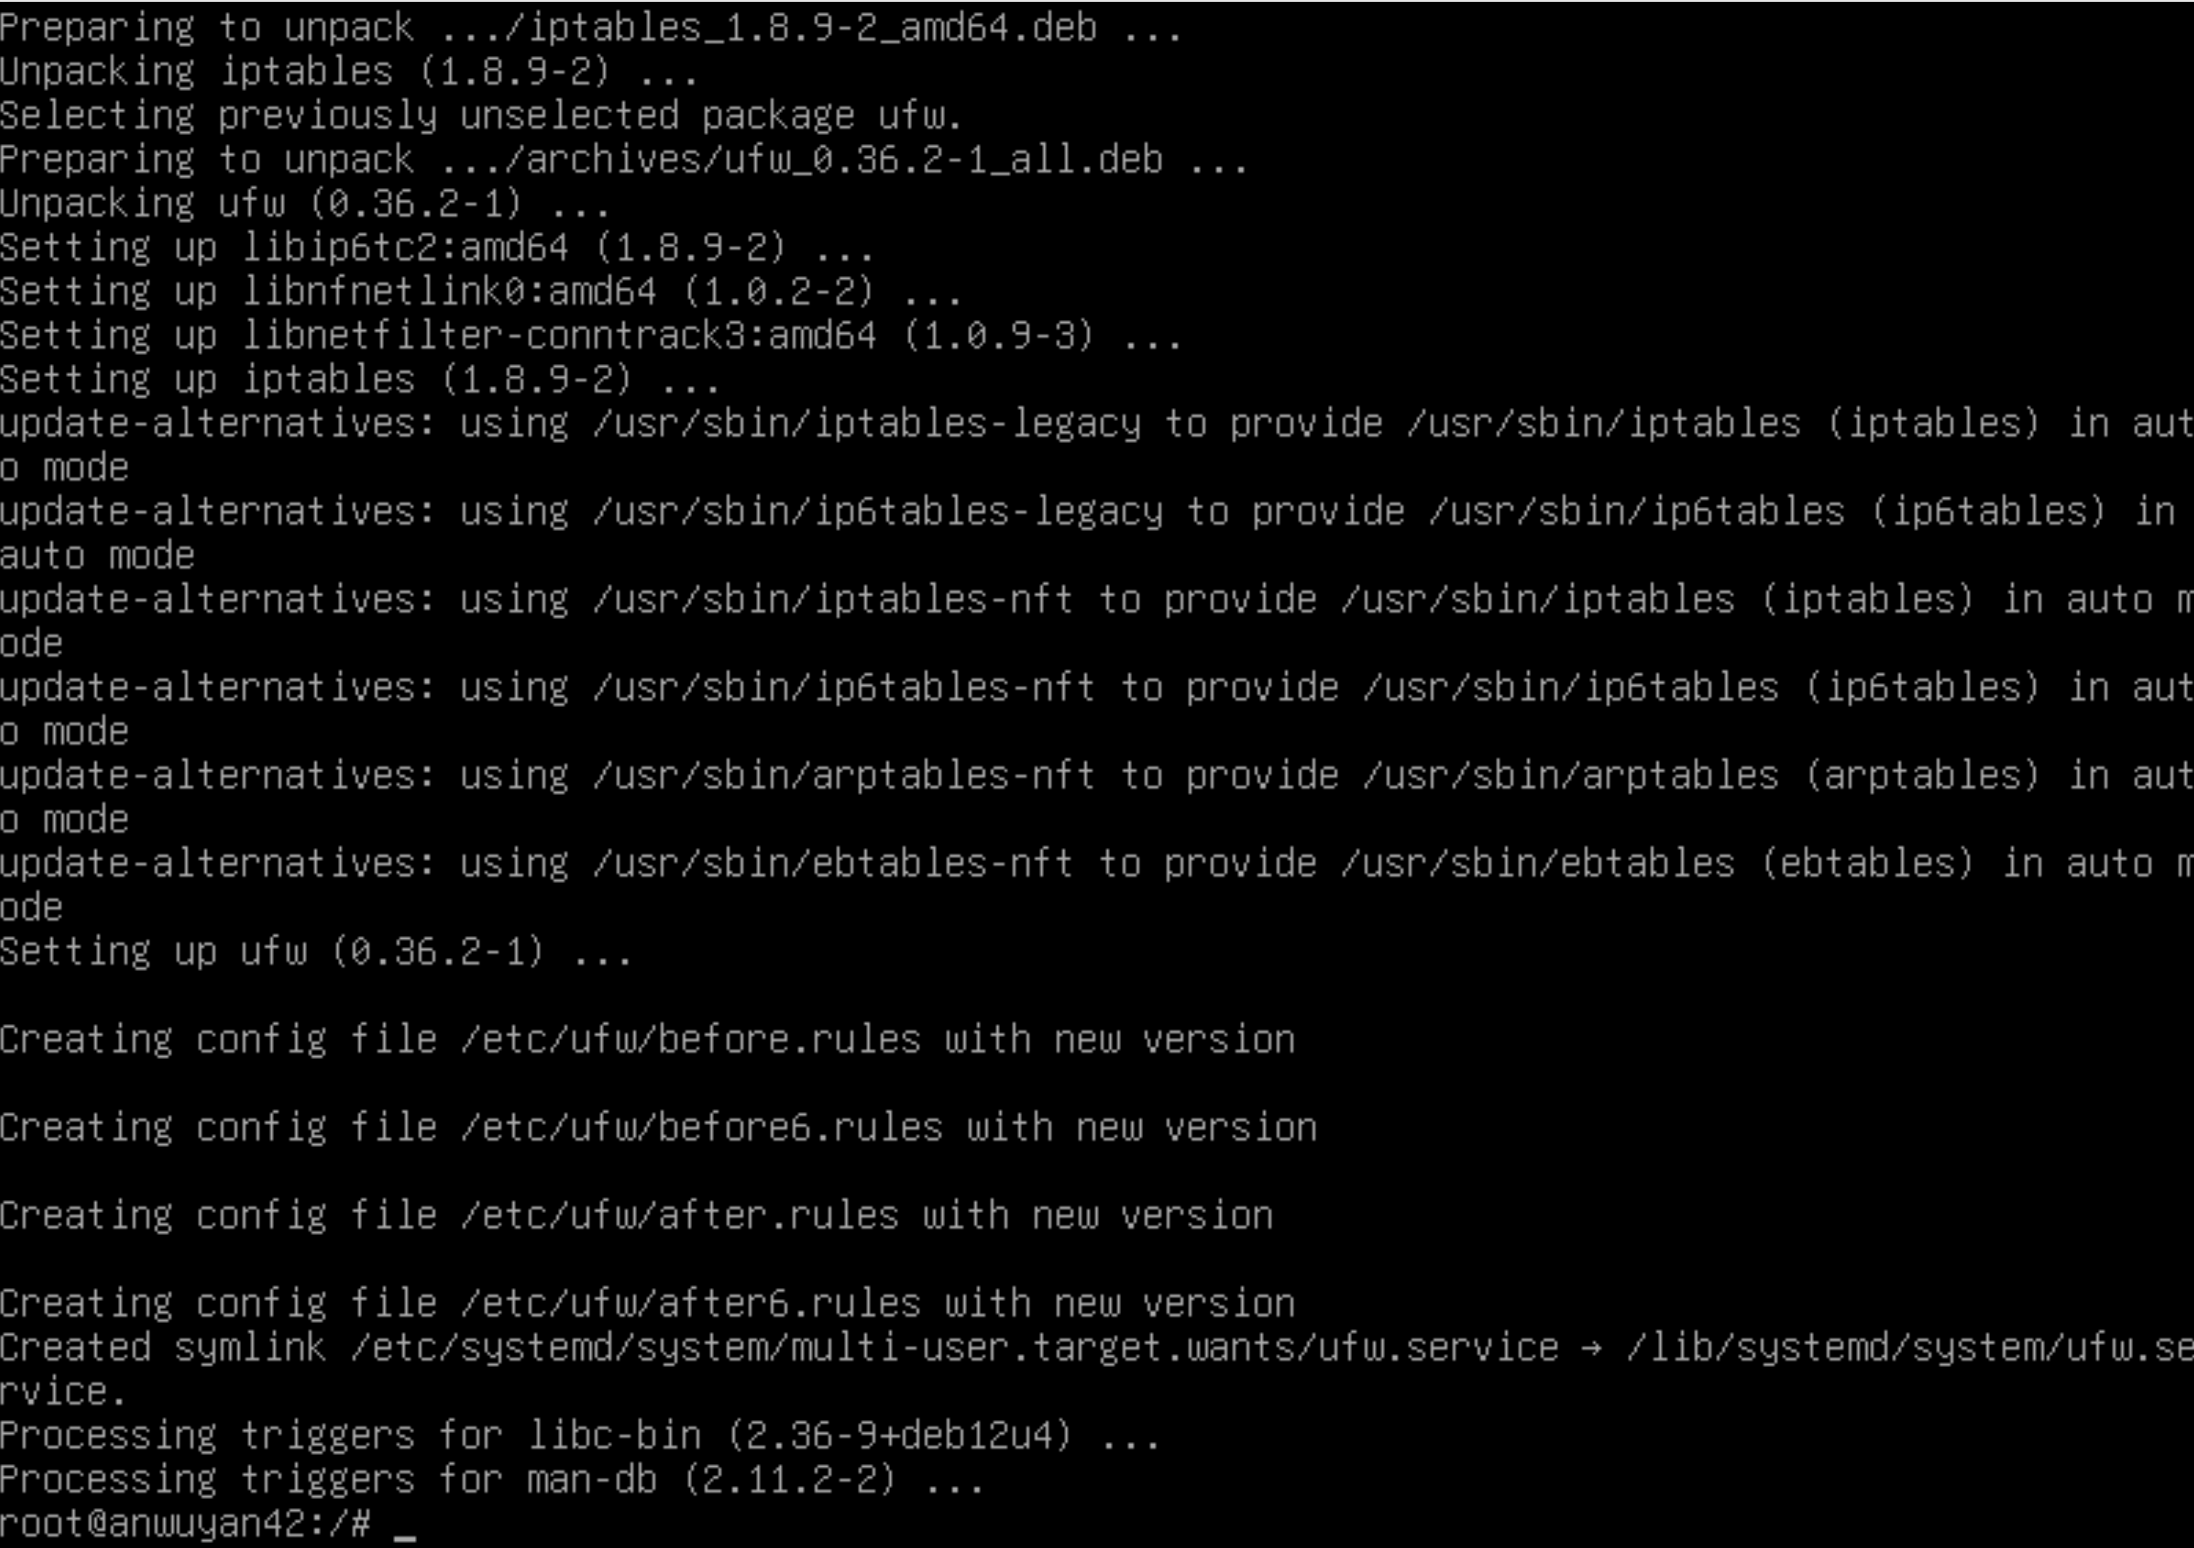 Preparing to unpack .../iptables_1.8.9-2_amd64.deb ...
Unpacking iptables (1.8.9-2) ...
Selecting previously unselected package ufw.
Preparing to unpack .../archives/ufw_0.36.2-1_all.deb ...
Unpacking ufw (0.36.2-1) ...
Setting up libip6tc2:amd64 (1.8.9-2) ...
Setting up libnfnetlink0:amd64 (1.0.2-2) ...
Setting up libnetfilter-conntrack3:amd64 (1.0.9-3) ...
Setting up iptables (1.8.9-2) ...
update-alternatives: using /usr/sbin/iptables-legacy to provide /usr/sbin/iptables (iptables) in aut
o mode
update-alternatives: using /usr/sbin/ip6tables-legacy to provide /usr/sbin/ip6tables (ip6tables) in
auto mode
update-alternatives: using /usr/sbin/iptables-nft to provide /usr/sbin/iptables (iptables) in auto m
ode
update-alternatives: using /usr/sbin/ip6tables-nft to provide /usr/sbin/ip6tables (ip6tables) in aut
o mode
update-alternatives: using /usr/sbin/arptables-nft to provide /usr/sbin/arptables (arptables) in aut
o mode
update-alternatives: using /usr/sbin/ebtables-nft to provide /usr/sbin/ebtables (ebtables) in auto m
ode
Setting up ufw (0.36.2-1) ...
Creating config file /etc/ufw/before.rules with new version
Creating config file /etc/ufw/before6.rules with new version
Creating config file /etc/ufw/after.rules with new version
Creating config file /etc/ufw/after6.rules with new version
Created symlink /etc/systemd/system/multi-user.target.wants/ufw.service → /lib/systemd/system/ufw.se
rvice.
Processing triggers for libc-bin (2.36-9+deb12u4) ...
Processing triggers for man-db (2.11.2-2) ...
root@anwuyan42:/# _